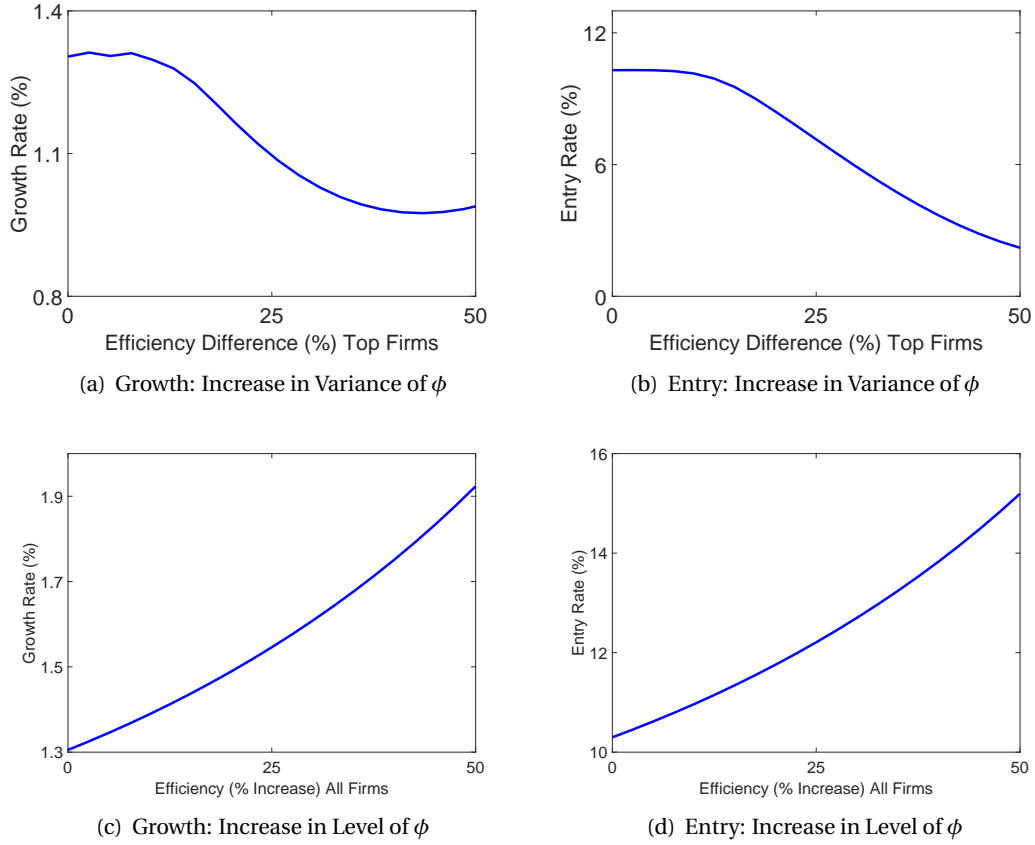 1.4
1.1
0.8
Growth Rate (%)
0
25
50
Efficiency Difference (%) Top Firms
(a) Growth: Increase in Variance of ϕ
12
6
0
Entry Rate (%)
0
25
50
Efficiency Difference (%) Top Firms
(b) Entry: Increase in Variance of ϕ
1.9
1.7
1.5
1.3
Growth Rate (%)
0
25
50
Efficiency (% Increase) All Firms
(c) Growth: Increase in Level of ϕ
16
14
12
10
Entry Rate (%)
0
25
50
Efficiency (% Increase) All Firms
(d) Entry: Increase in Level of ϕ